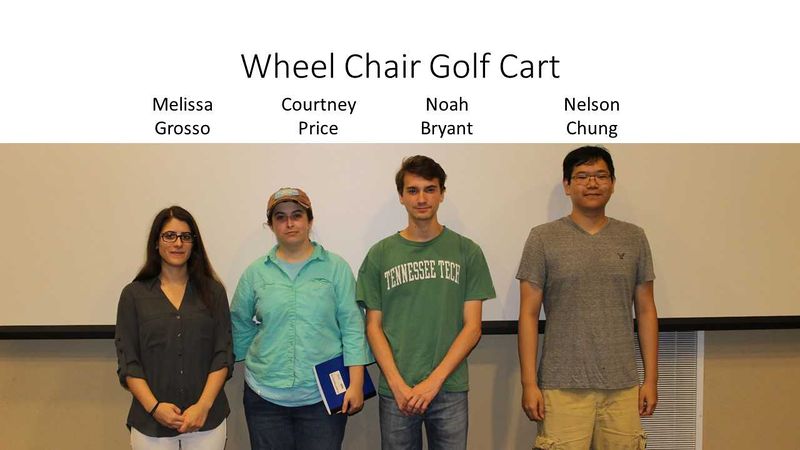 Wheel Chair Golf Cart
Melissa Grosso
Courtney Price
Noah Bryant
Nelson Chung
TENNESSEE TECH